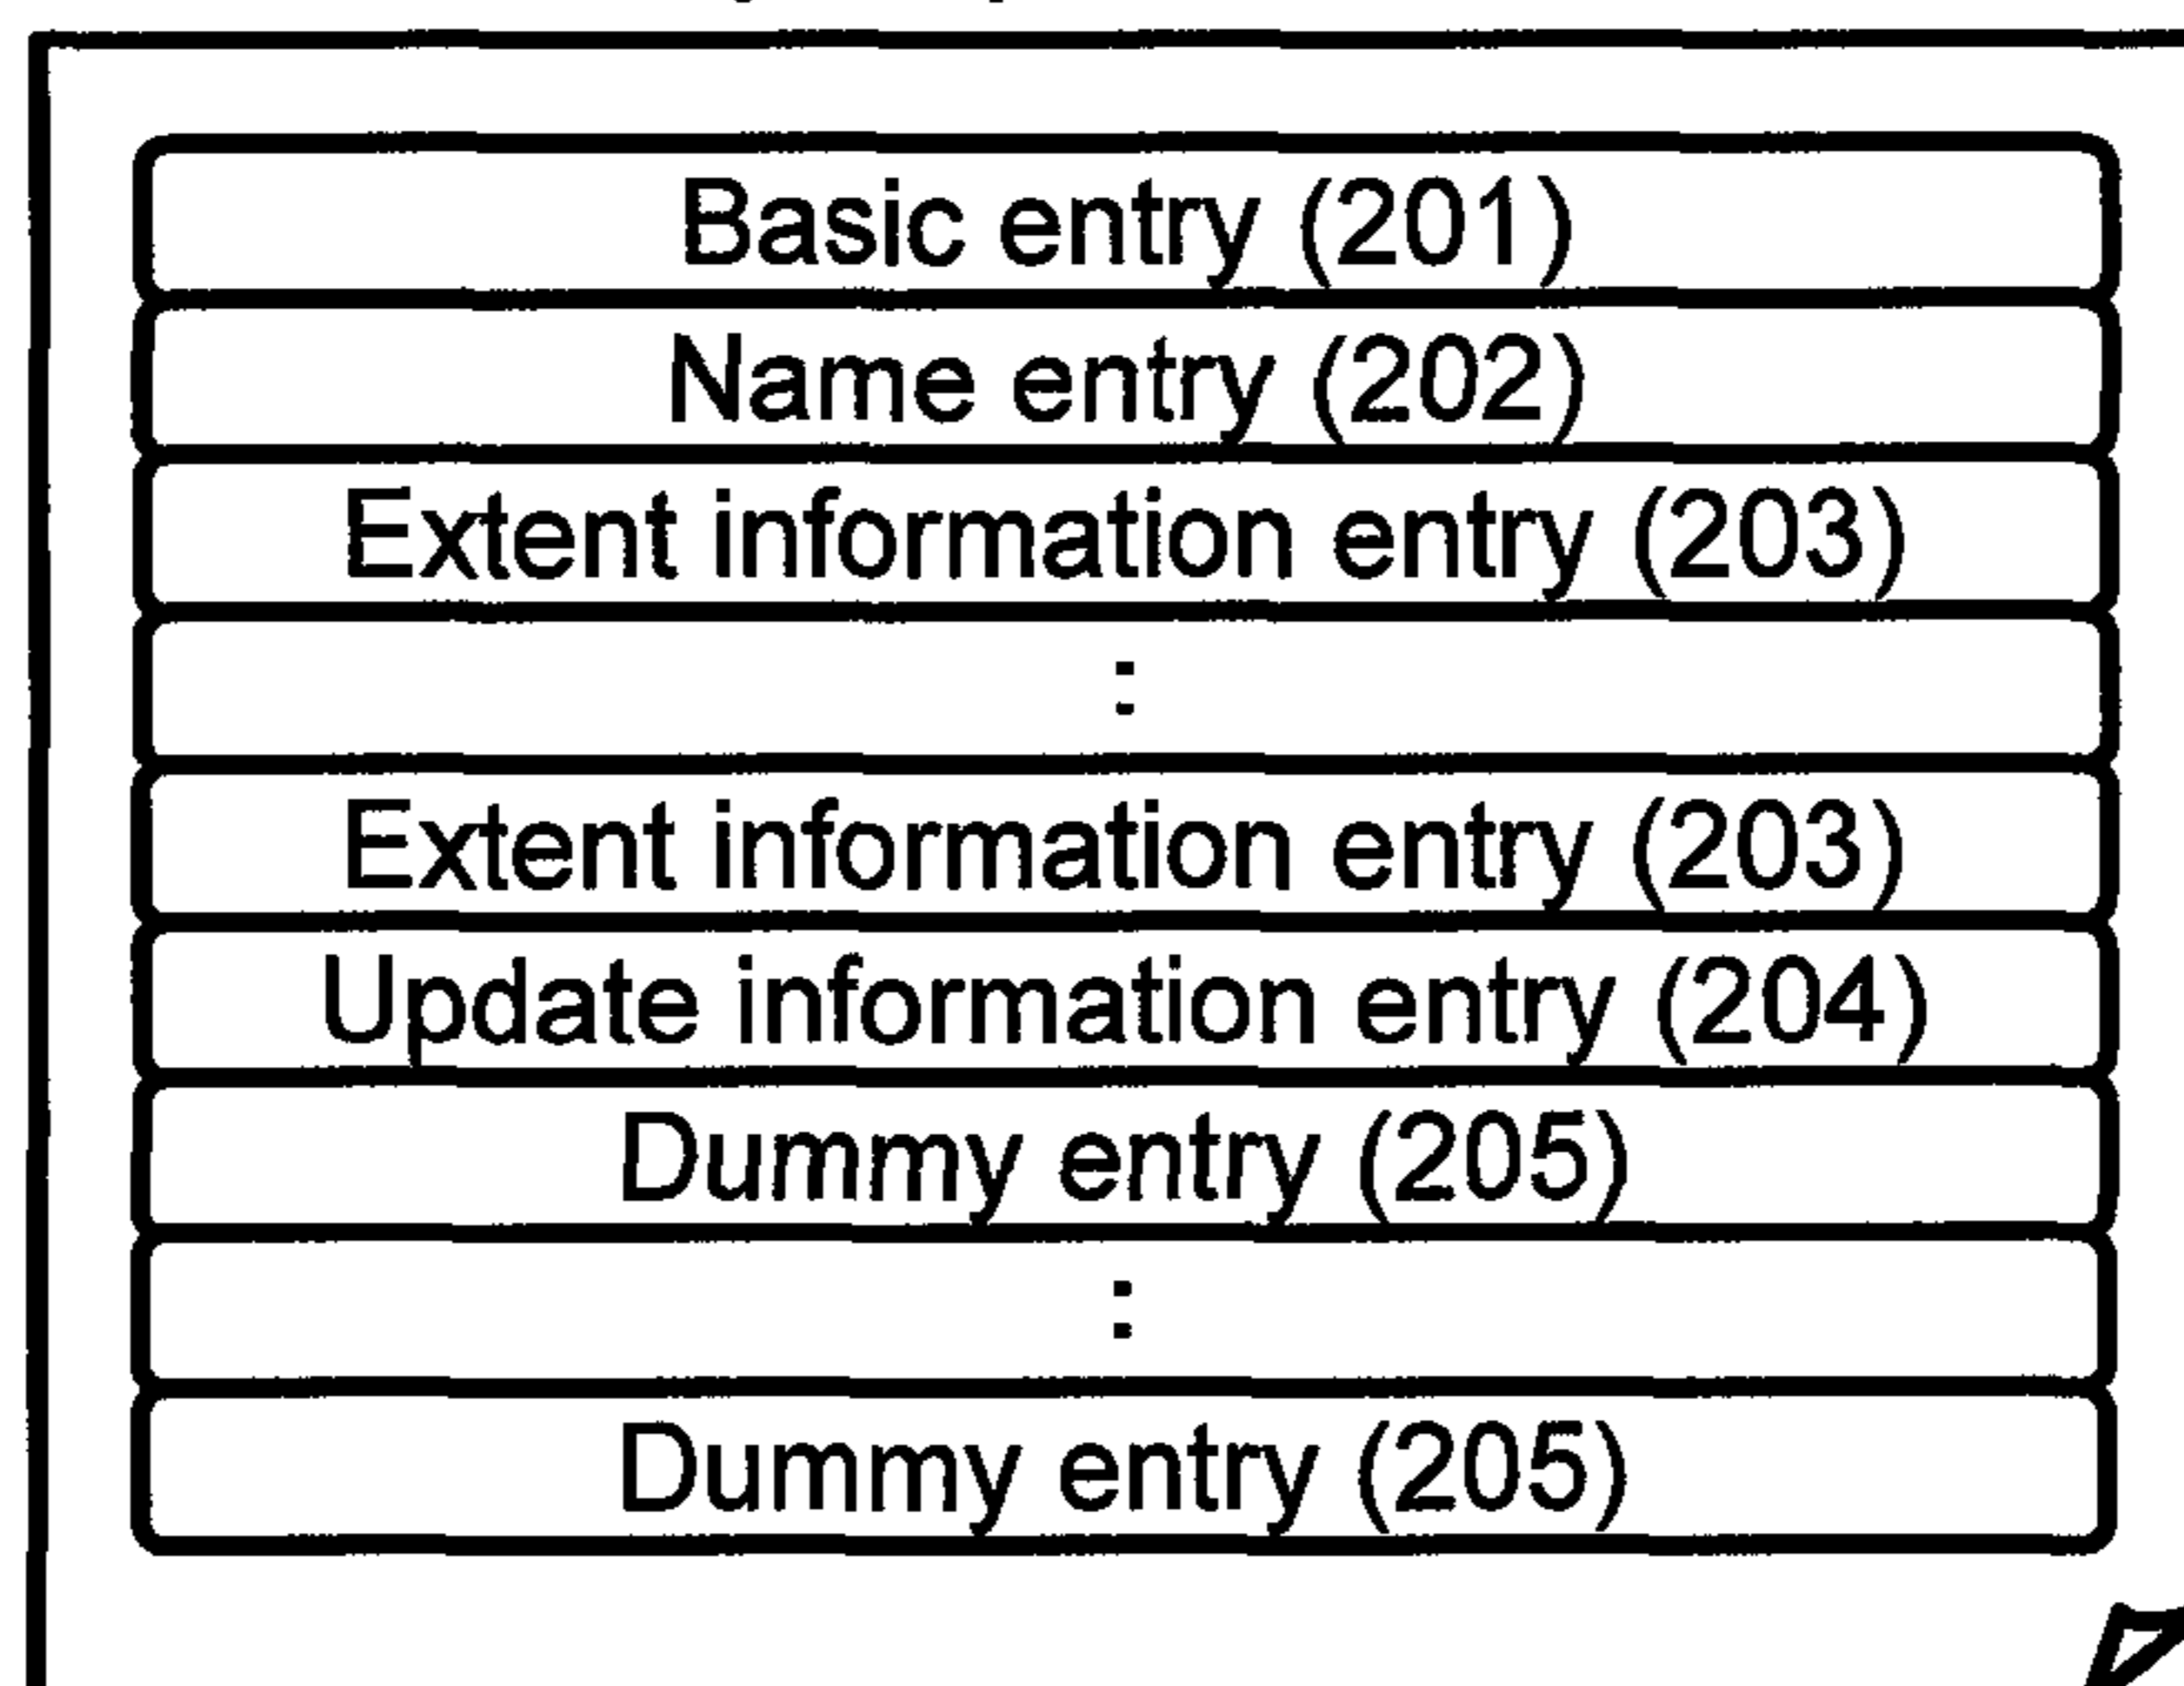 Basic entry (201)
Name entry (202)
Extent information entry (203)
:
Extent information entry (203)
Update information entry (204)
Dummy entry (205)
:
Dummy entry (205)